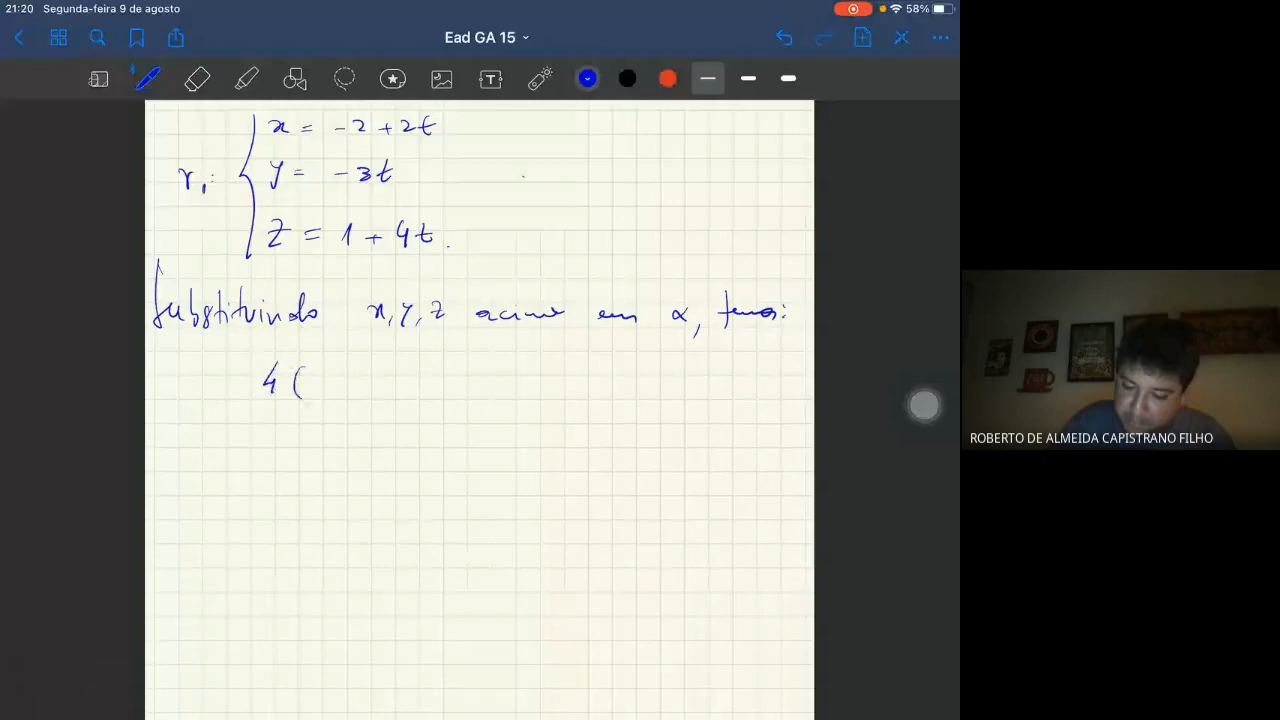 21:20 Segunda-feira 9 de agosto
58%
Ead GA 15
x = -2 + 2t
r₁: y = -3t
z = 1 + 4t.
Substituindo x, y, z acima em α, temos:
4 (
ROBERTO DE ALMEIDA CAPISTRANO FILHO